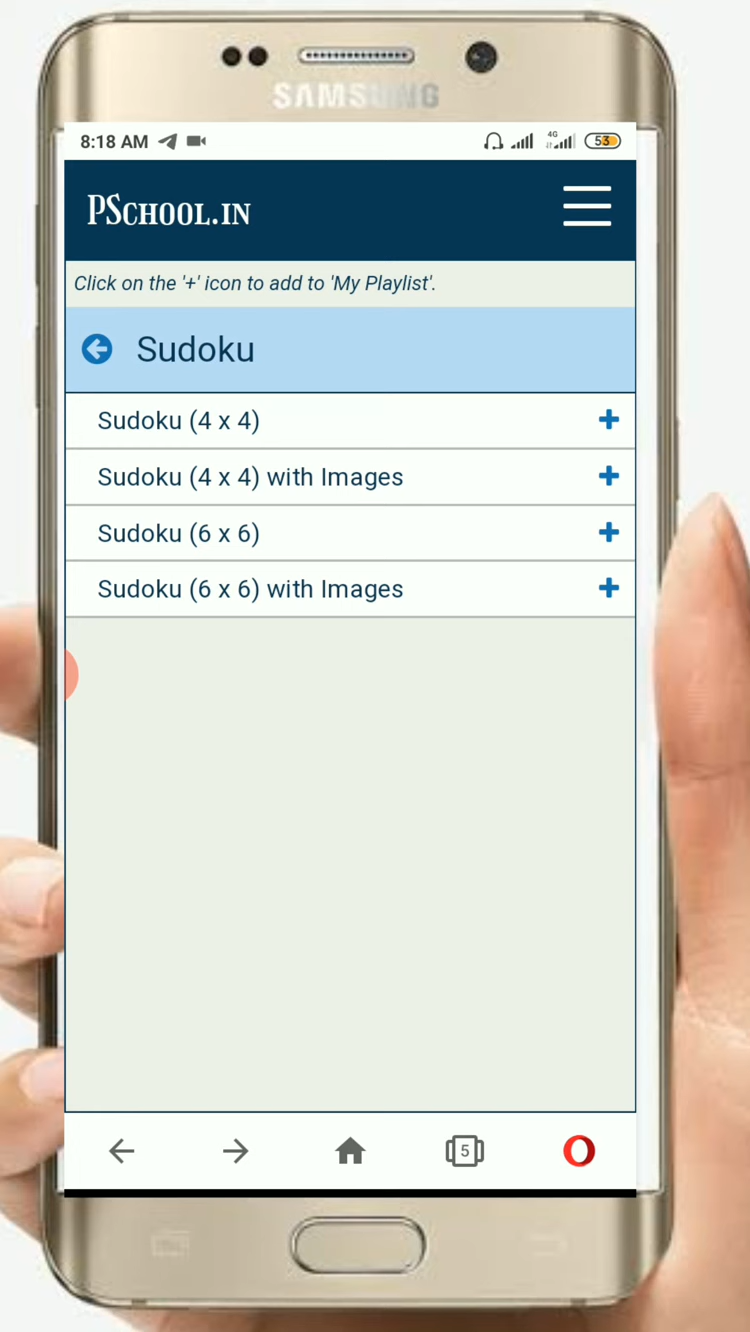 SAMSUNG
8:18 AM
4G
53
PSCHOOL.IN
Click on the '+' icon to add to 'My Playlist'.
Sudoku
Sudoku (4 x 4)
Sudoku (4 x 4) with Images
Sudoku (6 x 6)
Sudoku (6 x 6) with Images
5